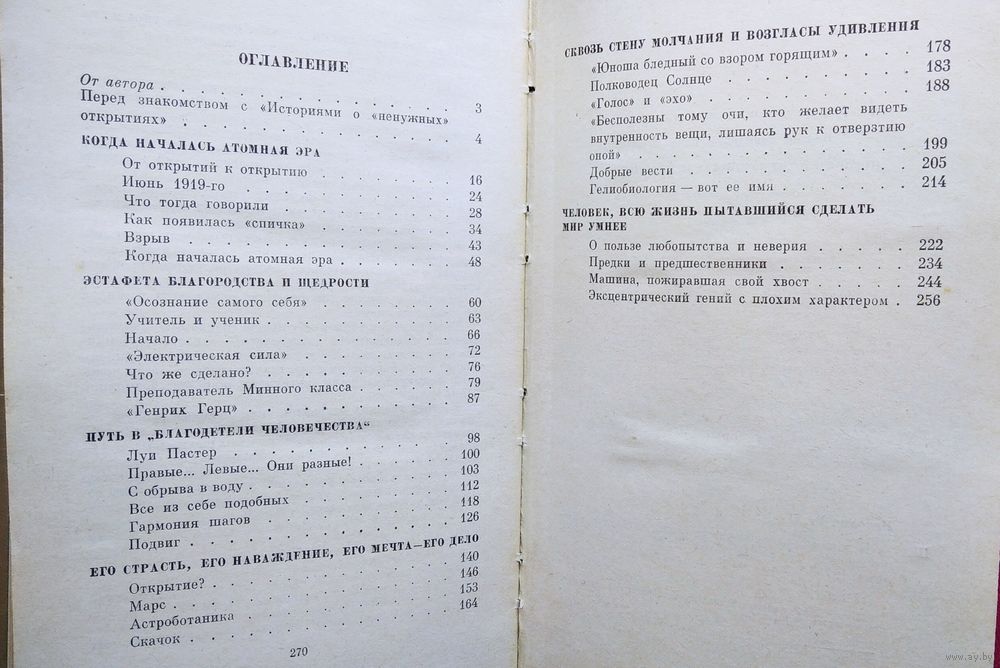 ОГЛАВЛЕНИЕ
От автора . . . . . . . . . . . . . . . 3
Перед знакомством с «Историями о «ненужных»
открытиях» . . . . . . . . . . . . . . 4
КОГДА НАЧАЛАСЬ АТОМНАЯ ЭРА
От открытий к открытию . . . . . . . . 16
Июнь 1919-го . . . . . . . . . . . . 24
Что тогда говорили . . . . . . . . . 28
Как появилась «спичка» . . . . . . . . 34
Взрыв . . . . . . . . . . . . . . 43
Когда началась атомная эра . . . . . . . 48
ЭСТАФЕТА БЛАГОРОДСТВА И ЩЕДРОСТИ
«Осознание самого себя» . . . . . . . . 60
Учитель и ученик . . . . . . . . . . 63
Начало . . . . . . . . . . . . . . 66
«Электрическая сила» . . . . . . . . . 72
Что же сделано? . . . . . . . . . . . 76
Преподаватель Минного класса . . . . . . 79
«Генрих Герц» . . . . . . . . . . . 87
ПУТЬ В „БЛАГОДЕТЕЛИ ЧЕЛОВЕЧЕСТВА“
Луи Пастер . . . . . . . . . . . . 98
Правые... Левые... Они разные! . . . . . . 100
С обрыва в воду . . . . . . . . . . . 103
Все из себе подобных . . . . . . . . . 112
Гармония шагов . . . . . . . . . . . 118
Подвиг . . . . . . . . . . . . . . 126
ЕГО СТРАСТЬ, ЕГО НАВАЖДЕНИЕ, ЕГО МЕЧТА—ЕГО ДЕЛО
Открытие? . . . . . . . . . . . . . 140
Марс . . . . . . . . . . . . . . . 146
Астроботаника . . . . . . . . . . . 153
Скачок . . . . . . . . . . . . . . 164
270
СКВОЗЬ СТЕНУ МОЛЧАНИЯ И ВОЗГЛАСЫ УДИВЛЕНИЯ
«Юноша бледный со взором горящим» . . . . 178
Полководец Солнце . . . . . . . . . . 183
«Голос» и «эхо» . . . . . . . . . . . 188
«Бесполезны тому очи, кто желает видеть
внутренность вещи, лишаясь рук к отверзтию
оной» . . . . . . . . . . . . . . 199
Добрые вести . . . . . . . . . . . . 205
Гелиобиология — вот ее имя . . . . . . . 214
ЧЕЛОВЕК, ВСЮ ЖИЗНЬ ПЫТАВШИЙСЯ СДЕЛАТЬ
МИР УМНЕЕ
О пользе любопытства и неверия . . . . . 222
Предки и предшественники . . . . . . . 234
Машина, пожиравшая свой хвост . . . . . 244
Эксцентрический гений с плохим характером . 256
www.ay.by